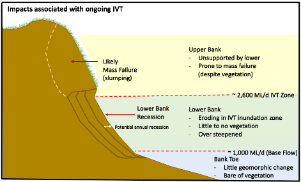 Impacts associated with ongoing IVT
Upper Bank
- Unsupported by lower
- Prone to mass failure
(despite vegetation)
Likely
Mass Failure
(slumping)
~ 2,600 ML/d IVT Zone
Lower Bank
Recession
Lower Bank
- Eroding in IVT inundation zone
- Little to no vegetation
- Over steepened
Potential annual recession
~ 1,000 ML/d (Base Flow)
Bank Toe
- Little geomorphic change
- Bare of vegetation